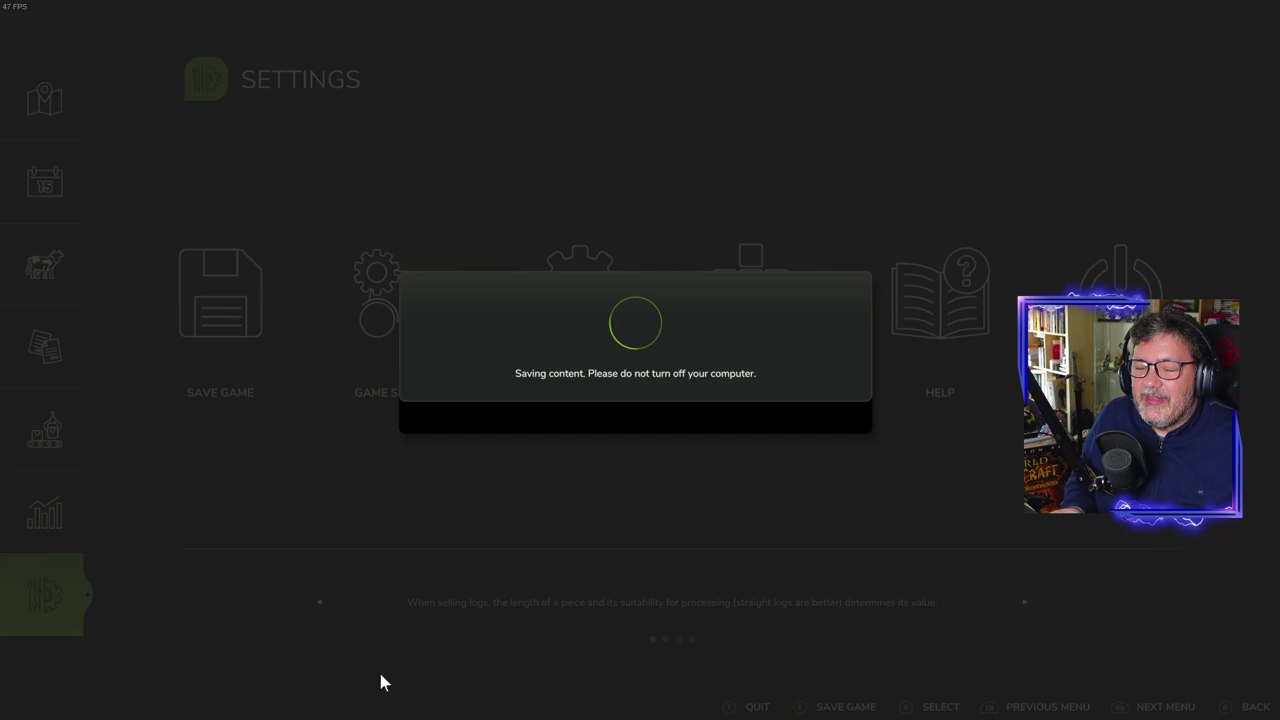 47 FPS
SETTINGS
15
SAVE GAME
GAME S
HELP
Saving content. Please do not turn off your computer.
When selling logs, the length of a piece and its suitability for processing (straight logs are better) determines its value.
QUIT
SAVE GAME
SELECT
PREVIOUS MENU
NEXT MENU
BACK